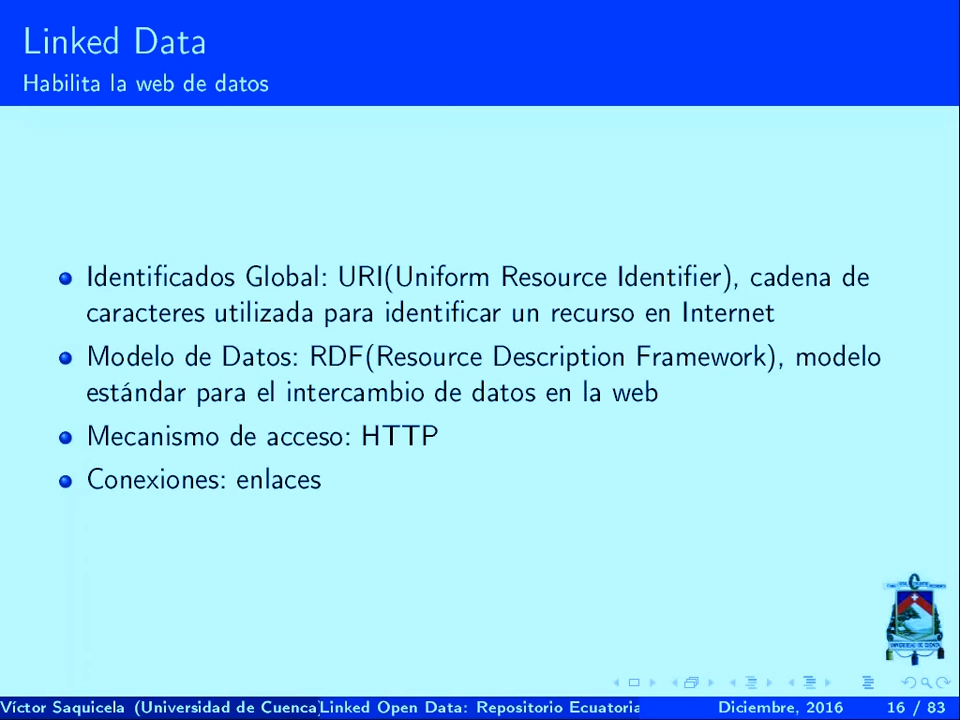 Linked Data
Habilita la web de datos
Identificados Global: URI(Uniform Resource Identifier), cadena de
caracteres utilizada para identificar un recurso en Internet
Modelo de Datos: RDF(Resource Description Framework), modelo
estándar para el intercambio de datos en la web
Mecanismo de acceso: HTTP
Conexiones: enlaces
UNIVERSIDAD DE CUENCA
Víctor Saquicela (Universidad de Cuenca) Linked Open Data: Repositorio Ecuatoria Diciembre, 2016 16 / 83